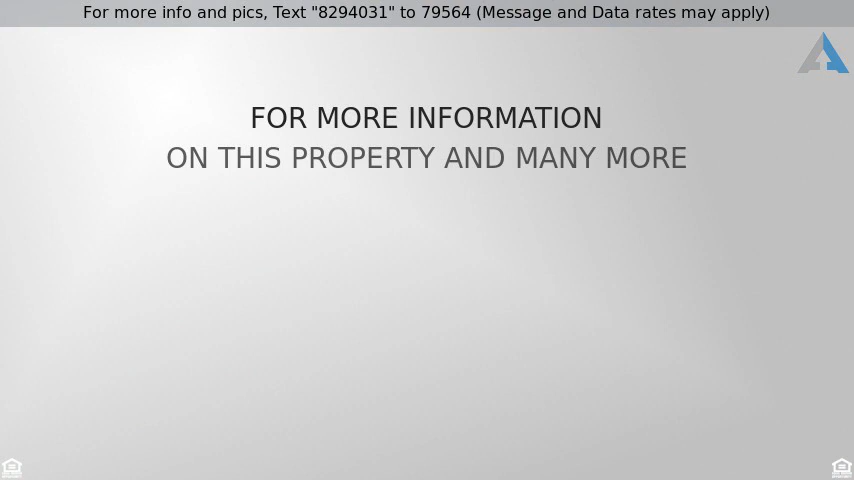 For more info and pics, Text "8294031" to 79564 (Message and Data rates may apply)
FOR MORE INFORMATION
ON THIS PROPERTY AND MANY MORE